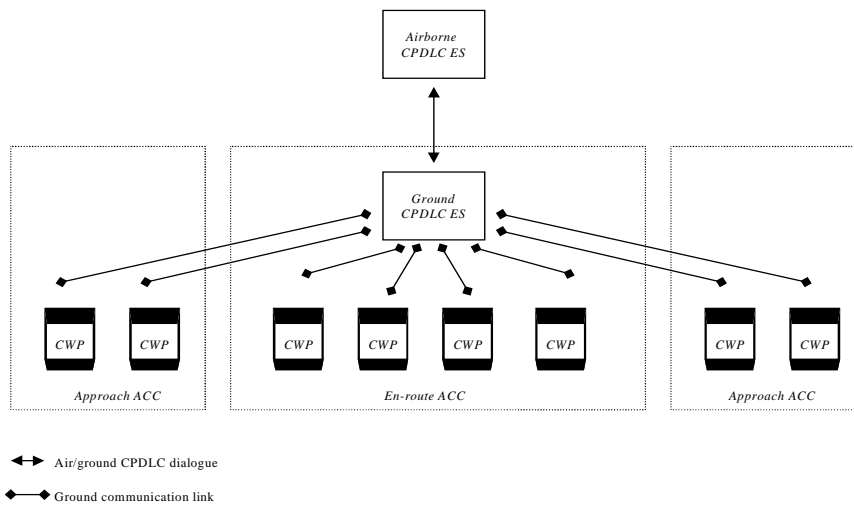 Airborne
CPDLC ES
Ground
CPDLC ES
CWP CWP CWP CWP CWP CWP CWP CWP
Approach ACC En-route ACC Approach ACC
Air/ground CPDLC dialogue
Ground communication link